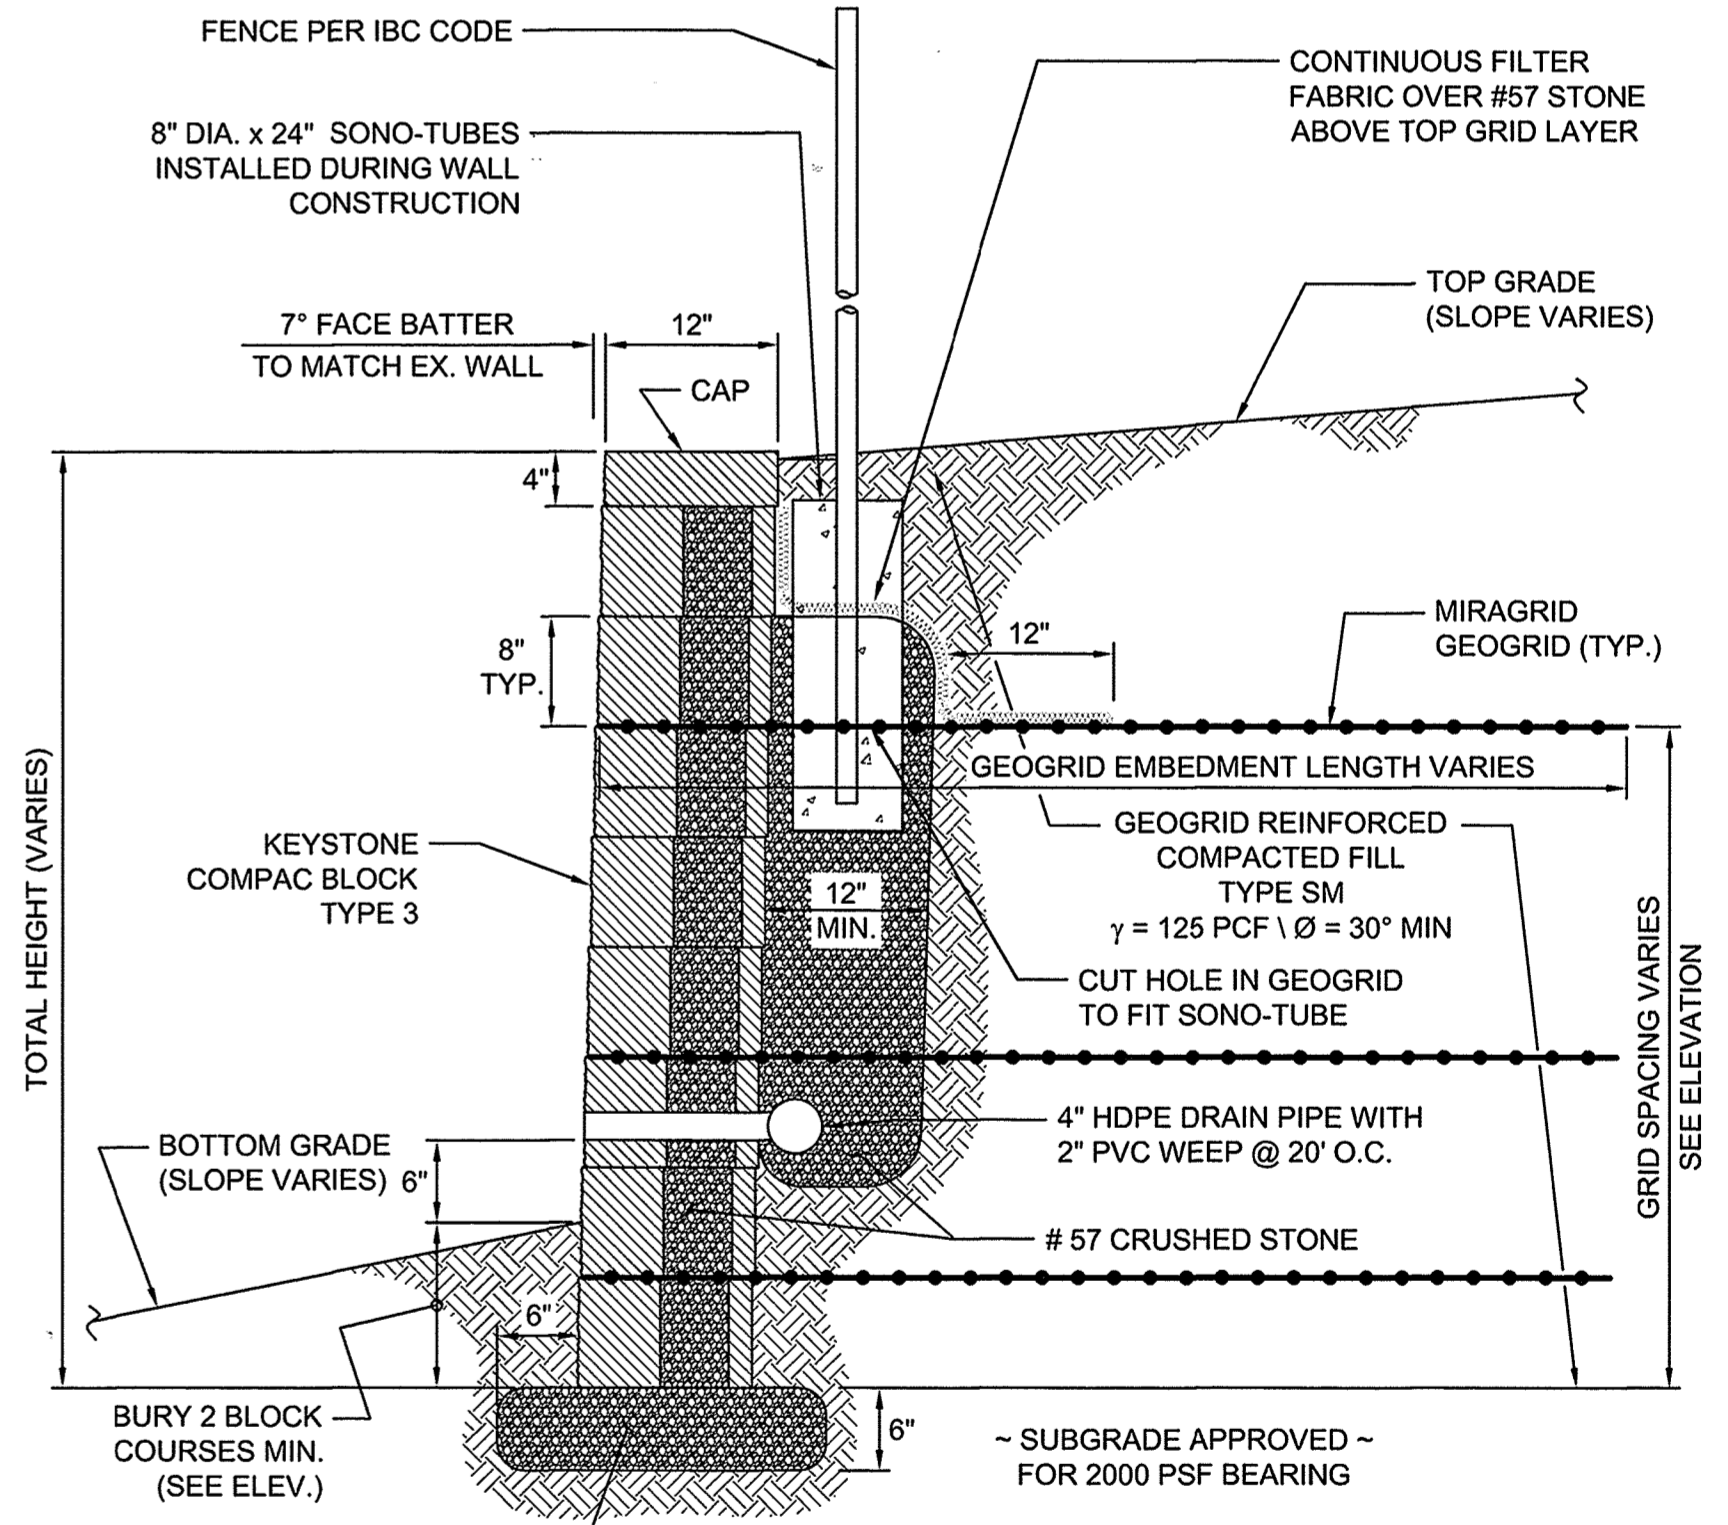 FENCE PER IBC CODE
8" DIA. x 24" SONO-TUBES
INSTALLED DURING WALL
CONSTRUCTION
CONTINUOUS FILTER
FABRIC OVER #57 STONE
ABOVE TOP GRID LAYER
TOP GRADE
(SLOPE VARIES)
7° FACE BATTER
TO MATCH EX. WALL
12"
CAP
4"
8"
TYP.
12"
MIRAGRID
GEOGRID (TYP.)
GEOGRID EMBEDMENT LENGTH VARIES
GEOGRID REINFORCED
COMPACTED FILL
TYPE SM
γ = 125 PCF \ Ø = 30° MIN
KEYSTONE
COMPAC BLOCK
TYPE 3
12"
MIN.
CUT HOLE IN GEOGRID
TO FIT SONO-TUBE
TOTAL HEIGHT (VARIES)
GRID SPACING VARIES
SEE ELEVATION
4" HDPE DRAIN PIPE WITH
2" PVC WEEP @ 20' O.C.
BOTTOM GRADE
(SLOPE VARIES)
6"
# 57 CRUSHED STONE
6"
BURY 2 BLOCK
COURSES MIN.
(SEE ELEV.)
6"
~ SUBGRADE APPROVED ~
FOR 2000 PSF BEARING